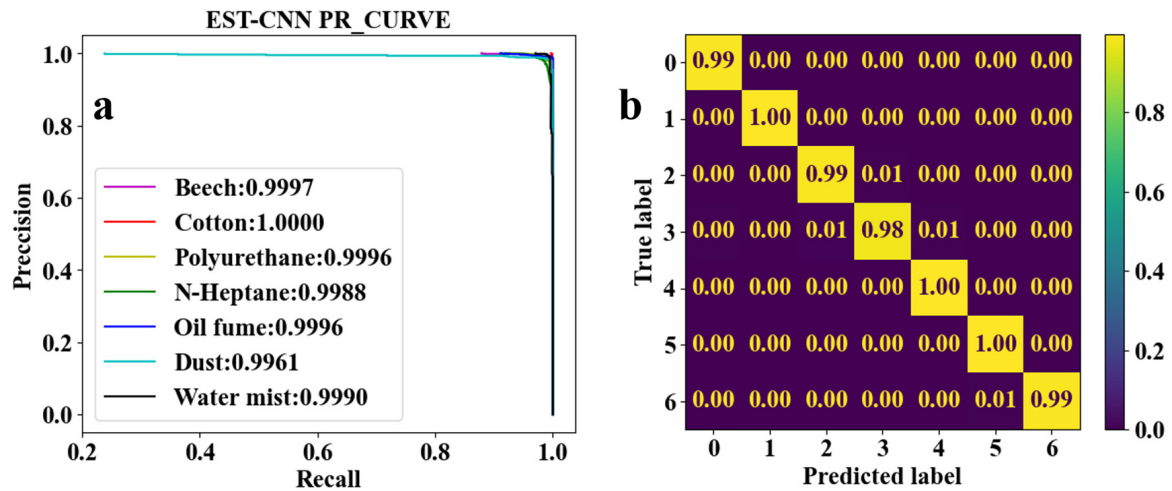 EST-CNN PR_CURVE
a
Preccision
1.0
0.8
0.6
0.4
0.2
0.0
Beech:0.9997
Cotton:1.0000
Polyurethane:0.9996
N-Heptane:0.9988
Oil fume:0.9996
Dust:0.9961
Water mist:0.9990
0.2 0.4 0.6 0.8 1.0
Recall
b
True label
0 0.99 0.00 0.00 0.00 0.00 0.00 0.00
1 0.00 1.00 0.00 0.00 0.00 0.00 0.00
2 0.00 0.00 0.99 0.01 0.00 0.00 0.00
3 0.00 0.00 0.01 0.98 0.01 0.00 0.00
4 0.00 0.00 0.00 0.00 1.00 0.00 0.00
5 0.00 0.00 0.00 0.00 0.00 1.00 0.00
6 0.00 0.00 0.00 0.00 0.00 0.01 0.99
0 1 2 3 4 5 6
Predicted label
0.8
0.6
0.4
0.2
0.0